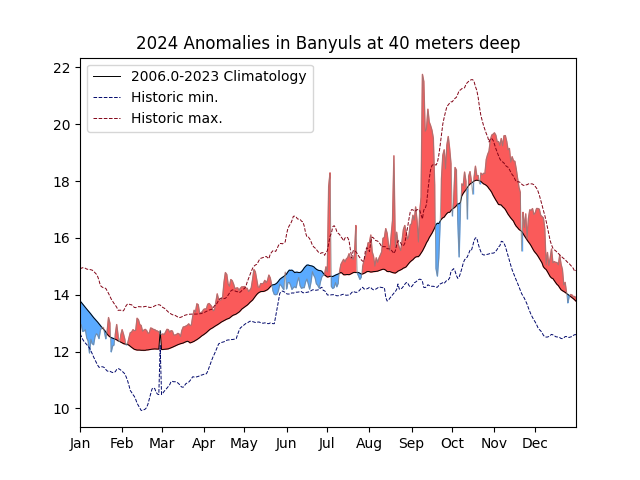 2024 Anomalies in Banyuls at 40 meters deep
2006.0-2023 Climatology
Historic min.
Historic max.
22
20
18
16
14
12
10
Jan Feb Mar Apr May Jun Jul Aug Sep Oct Nov Dec